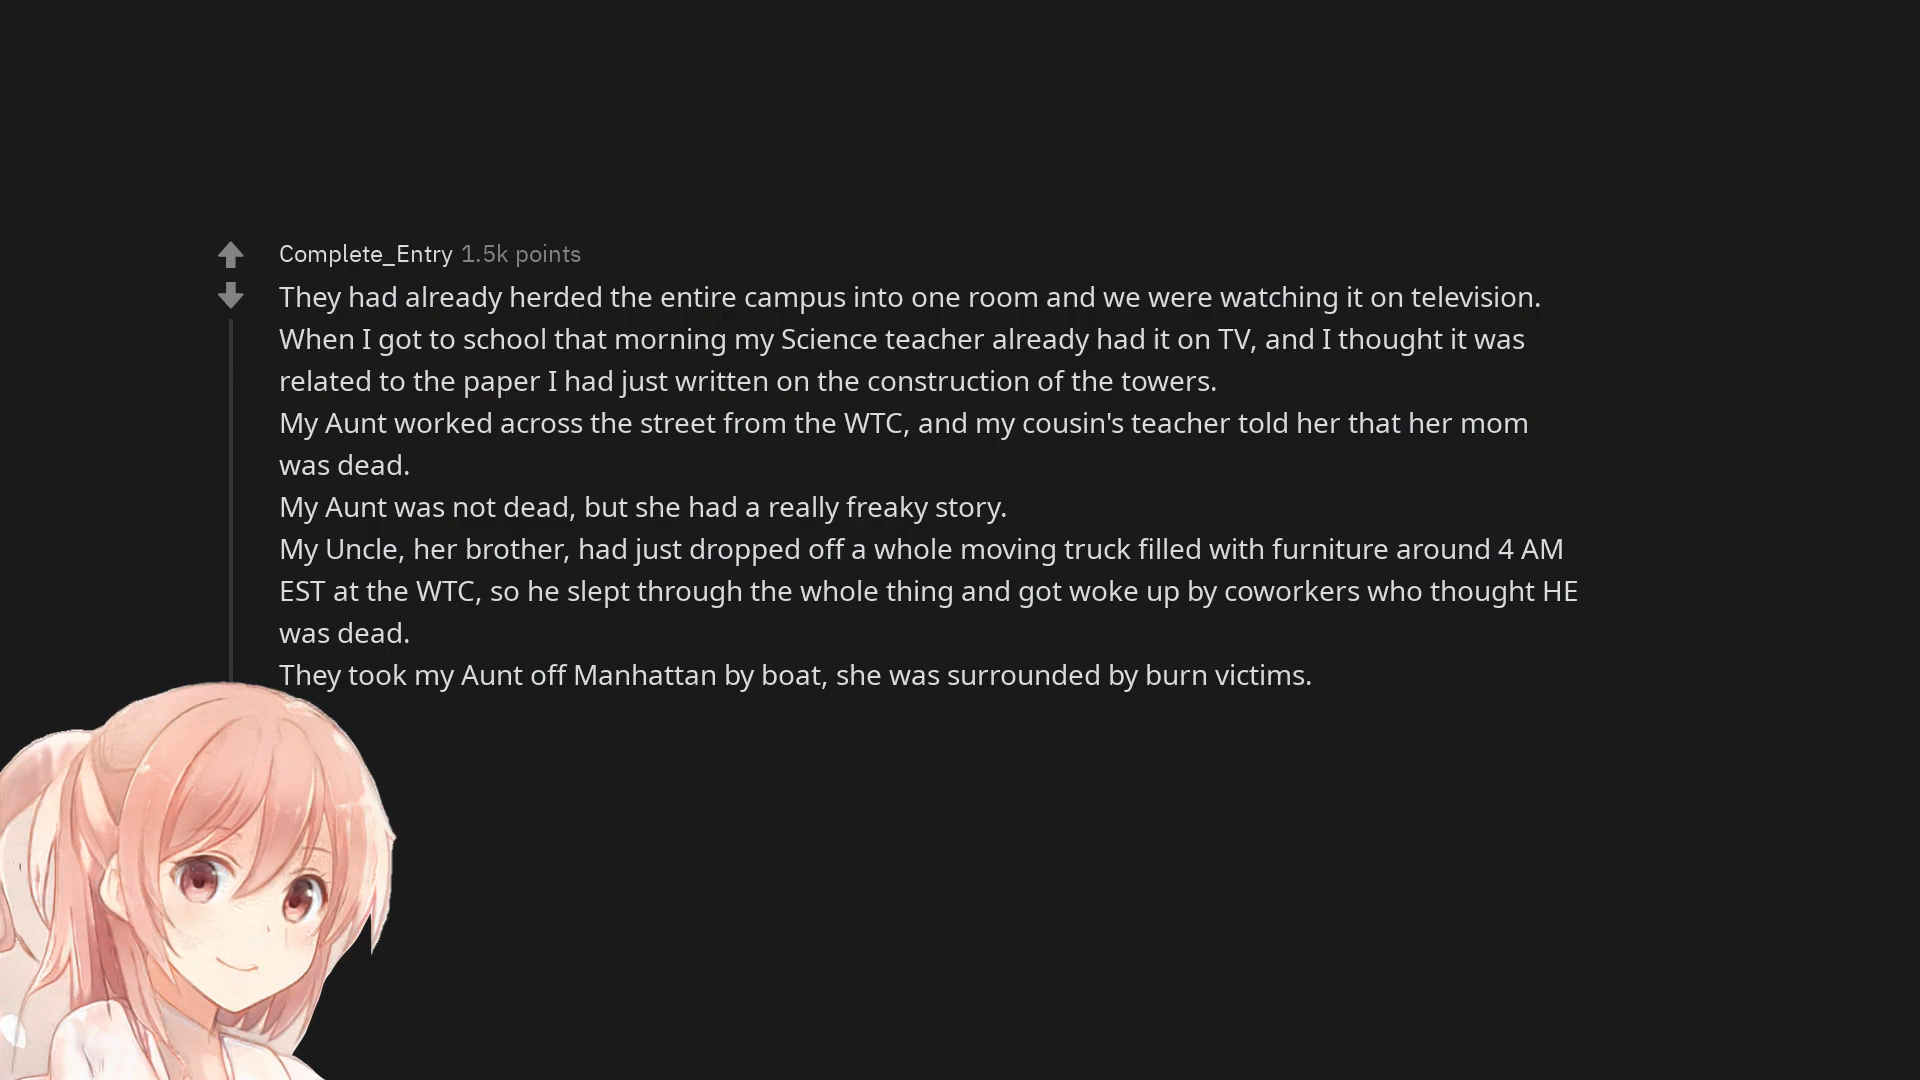 Complete_Entry 1.5k points
They had already herded the entire campus into one room and we were watching it on television.
When I got to school that morning my Science teacher already had it on TV, and I thought it was
related to the paper I had just written on the construction of the towers.
My Aunt worked across the street from the WTC, and my cousin's teacher told her that her mom
was dead.
My Aunt was not dead, but she had a really freaky story.
My Uncle, her brother, had just dropped off a whole moving truck filled with furniture around 4 AM
EST at the WTC, so he slept through the whole thing and got woke up by coworkers who thought HE
was dead.
They took my Aunt off Manhattan by boat, she was surrounded by burn victims.